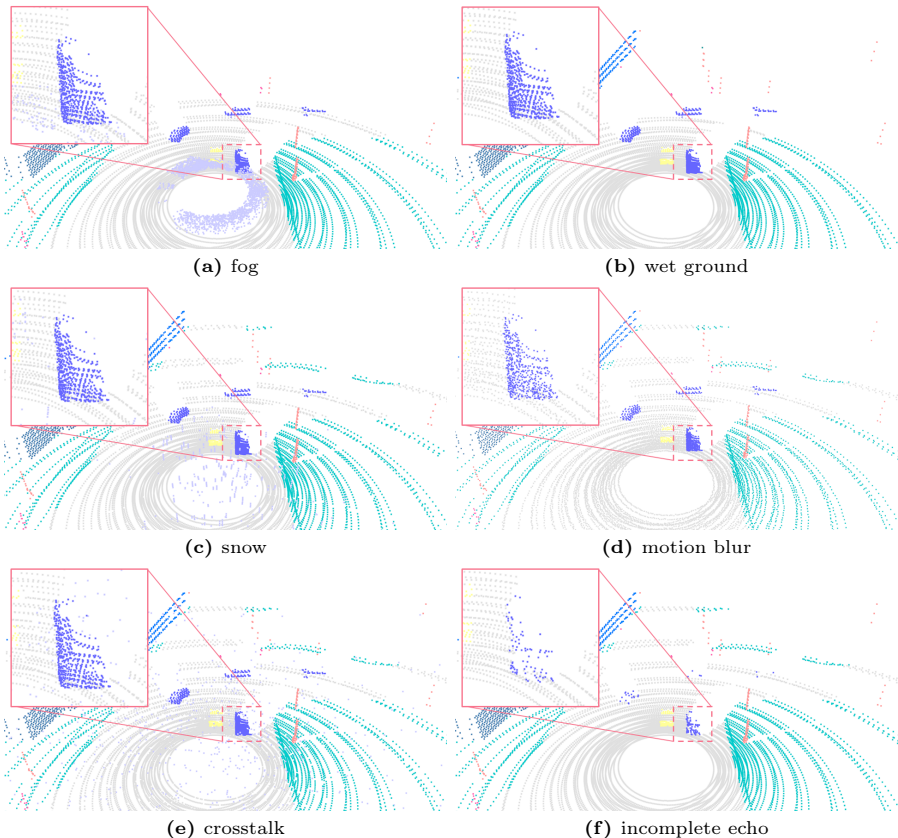 (a) fog
(b) wet ground
(c) snow
(d) motion blur
(e) crosstalk
(f) incomplete echo